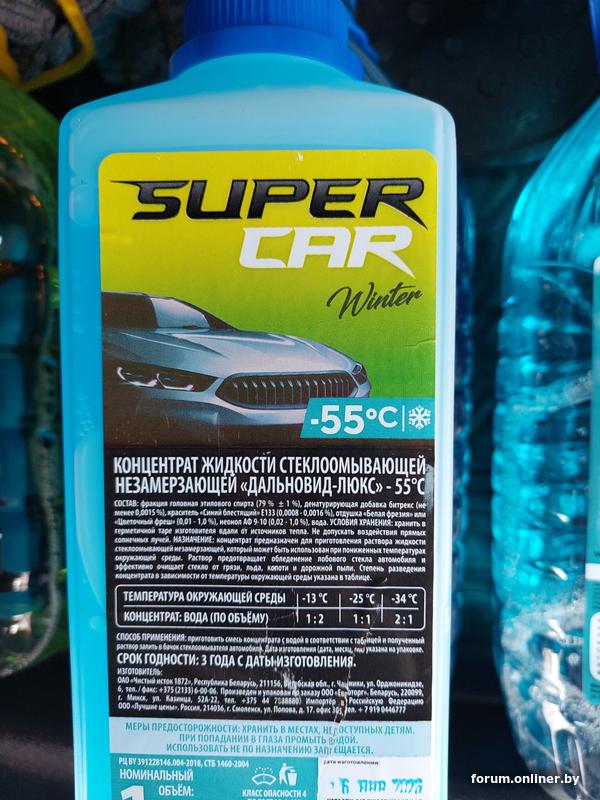 SUPER
CAR
Winter
-55°C
КОНЦЕНТРАТ ЖИДКОСТИ СТЕКЛООМЫВАЮЩЕЙ
НЕЗАМЕРЗАЮЩЕЙ «ДАЛЬНОВИД-ЛЮКС» - 55°С
СОСТАВ: фракция головная этилового спирта (79 % ± 1 %), денатурирующая добавка битрекс (не
менее 0,0015 %), краситель «Синий блестящий» Е133 (0,0008 - 0,0016 %), отдушка «Белая фрезия» или
«Цветочный фреш» (0,01 - 1,0 %), неонол АФ 9-10 (0,02 - 1,0 %), вода. УСЛОВИЯ ХРАНЕНИЯ: хранить в
герметичной таре изготовителя вдали от источников тепла. Не допускать воздействия прямых
солнечных лучей. НАЗНАЧЕНИЕ: концентрат предназначен для приготовления раствора жидкости
стеклоомывающей незамерзающей, который может быть использован при пониженных температурах
окружающей среды. Раствор предотвращает обледенение лобового стекла автомобиля и
эффективно очищает стекло от грязи, льда, копоти и дорожной пыли. Степень разведения
концентрата в зависимости от температуры окружающей среды указана в таблице.
ТЕМПЕРАТУРА ОКРУЖАЮЩЕЙ СРЕДЫ -13 °С -25 °С -34 °С
КОНЦЕНТРАТ: ВОДА (ПО ОБЪЁМУ) 1 : 2 1 : 1 2 : 1
СПОСОБ ПРИМЕНЕНИЯ: приготовить смесь концентрата с водой в соответствии с таблицей и полученный
раствор залить в бачок стеклоомывателя автомобиля. Дата изготовления (дата, месяц, год) указана на упаковке.
СРОК ГОДНОСТИ: 3 ГОДА С ДАТЫ ИЗГОТОВЛЕНИЯ.
ИЗГОТОВИТЕЛЬ:
ОАО «Чистый исток 1872», Республика Беларусь, 211156, Витебская обл., г. Чашники, ул. Орджоникидзе,
6, тел. / факс +375 (2133) 6-00-06. Произведен и упакован по заказу ООО «Евроторг», Беларусь, 220099,
г. Минск, ул. Казинца, 52А-22, тел. +375 44 Импортёр в Российскую Федерацию
ООО «Лучшие цены», Россия, 214036, г. Смоленск, ул. Попова, д. 17, офис тел. + 7 919 0446777
МЕРЫ ПРЕДОСТОРОЖНОСТИ: ХРАНИТЬ В МЕСТАХ, НЕДОСТУПНЫХ ДЕТЯМ.
ПРИ ПОПАДАНИИ В ГЛАЗА ПРОМЫТЬ ВОДОЙ.
ИСПОЛЬЗОВАТЬ НЕ ПО НАЗНАЧЕНИЮ ЗАПРЕЩАЕТСЯ.
РЦ BY 391228146.004-2018, СТБ 1460-2004
НОМИНАЛЬНЫЙ
ОБЪЁМ:
КЛАСС ОПАСНОСТИ 4
ДАТА ИЗГОТОВЛЕНИЯ:
forum.onliner.by